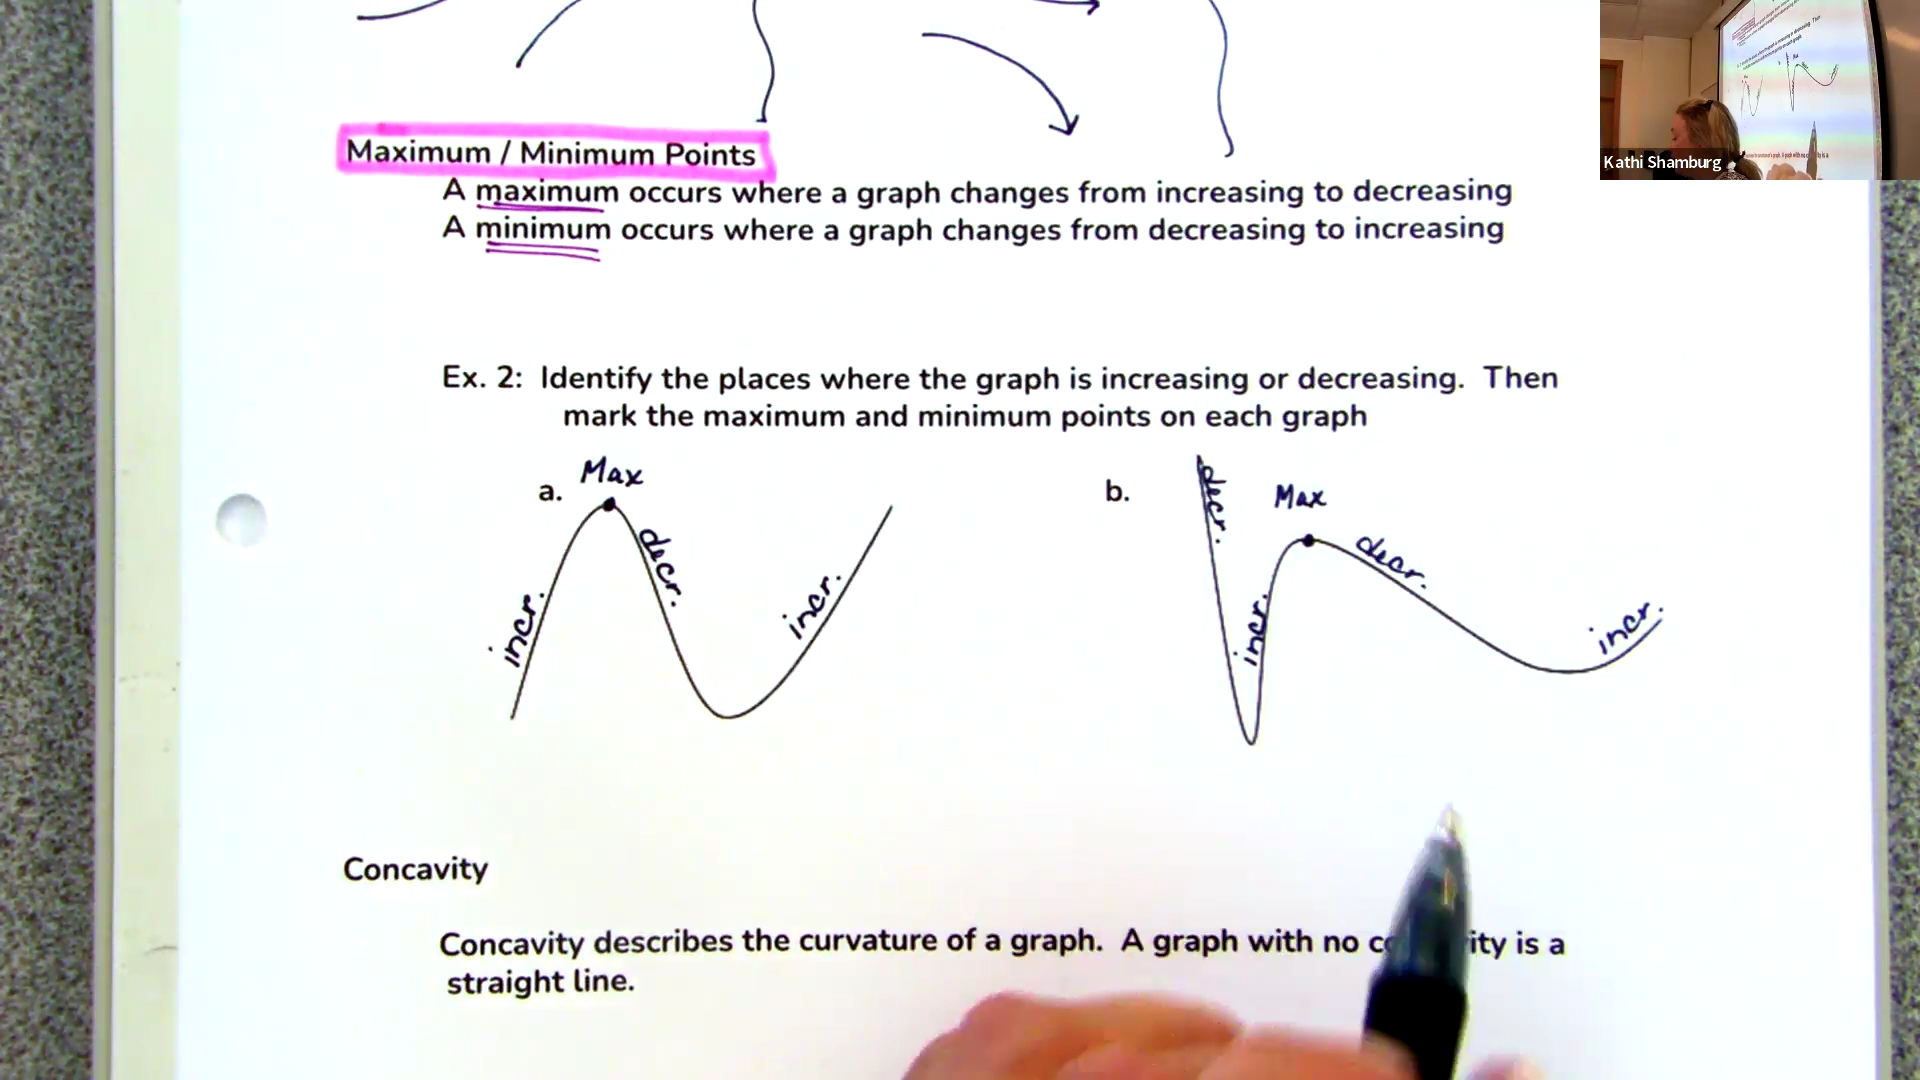 Kathi Shamburg
Maximum / Minimum Points
A maximum occurs where a graph changes from increasing to decreasing
A minimum occurs where a graph changes from decreasing to increasing
Ex. 2: Identify the places where the graph is increasing or decreasing. Then
mark the maximum and minimum points on each graph
a.
Max
incr.
decr.
incr.
b.
decr.
Max
incr.
decr.
incr.
Concavity
Concavity describes the curvature of a graph. A graph with no is a
straight line.